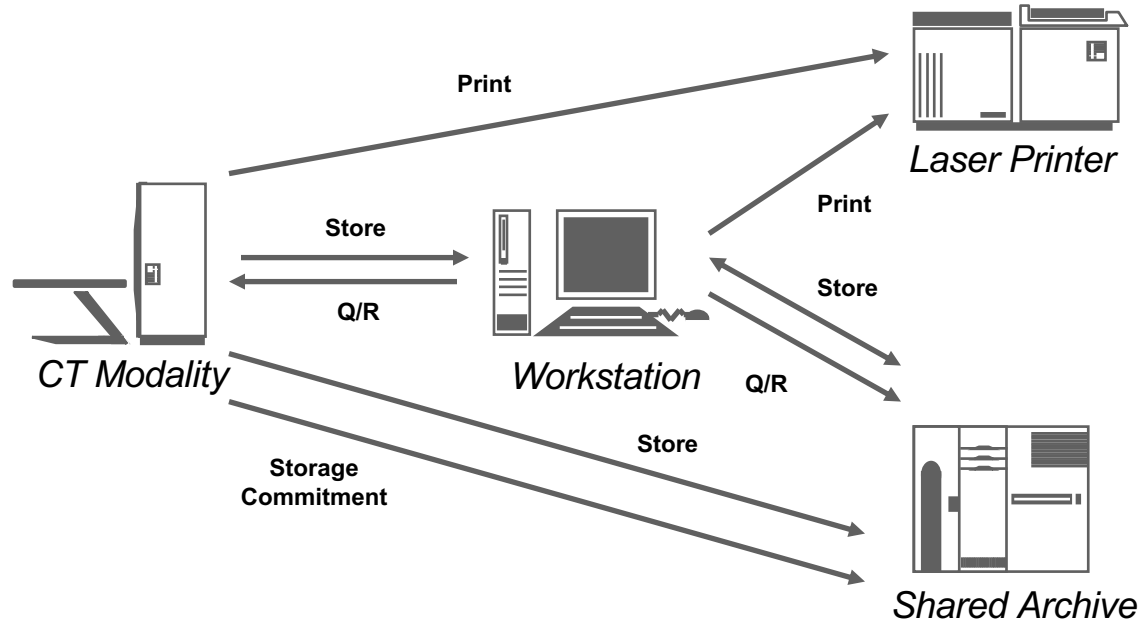 Print
Laser Printer
Print
Store
Store
Q/R
CT Modality
Workstation
Q/R
Store
Storage
Commitment
Shared Archive